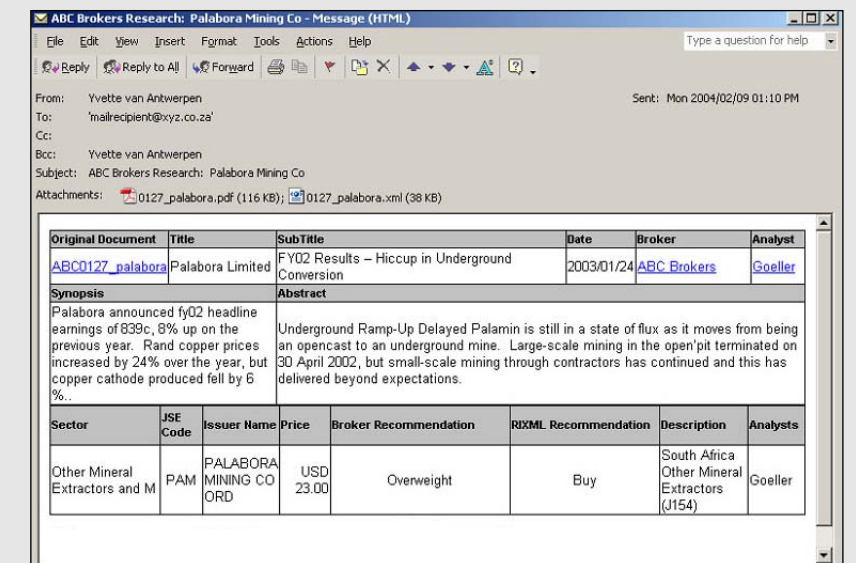 ABC Brokers Research: Palabora Mining Co - Message (HTML)
File Edit View Insert Format Tools Actions Help
Type a question for help
Reply Reply to All Forward
From: Yvette van Antwerpen
Sent: Mon 2004/02/09 01:10 PM
To: 'mailrecipient@xyz.co.za'
Cc:
Bcc: Yvette van Antwerpen
Subject: ABC Brokers Research: Palabora Mining Co
Attachments: 0127_palabora.pdf (116 KB); 0127_palabora.xml (38 KB)
Original Document Title SubTitle Date Broker Analyst
ABC0127_palabora Palabora Limited FY02 Results – Hiccup in Underground
Conversion
2003/01/24 ABC Brokers Goeller
Synopsis Abstract
Palabora announced fy02 headline
earnings of 839c, 8% up on the
previous year. Rand copper prices
increased by 24% over the year, but
copper cathode produced fell by 6
%..
Underground Ramp-Up Delayed Palamin is still in a state of flux as it moves from being
an opencast to an underground mine. Large-scale mining in the open'pit terminated on
30 April 2002, but small-scale mining through contractors has continued and this has
delivered beyond expectations.
Sector JSE
Code Issuer Name Price Broker Recommendation RIXML Recommendation Description Analysts
Other Mineral
Extractors and M
PAM
PALABORA
MINING CO
ORD
USD
23.00
Overweight
Buy
South Africa
Other Mineral
Extractors
(J154)
Goeller